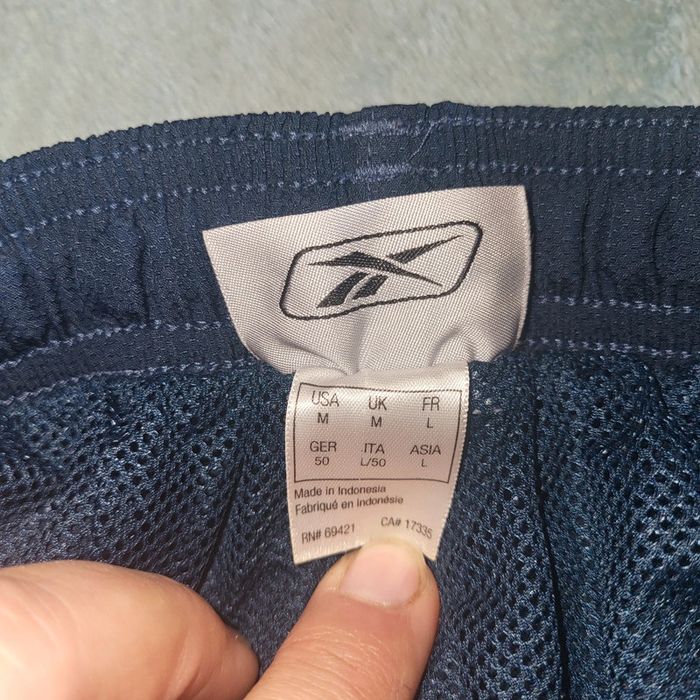 USA UK FR
M M L
GER ITA ASIA
50 L/50 L
Made in Indonesia
Fabriqué en indonésie
RN# 69421 CA# 17335